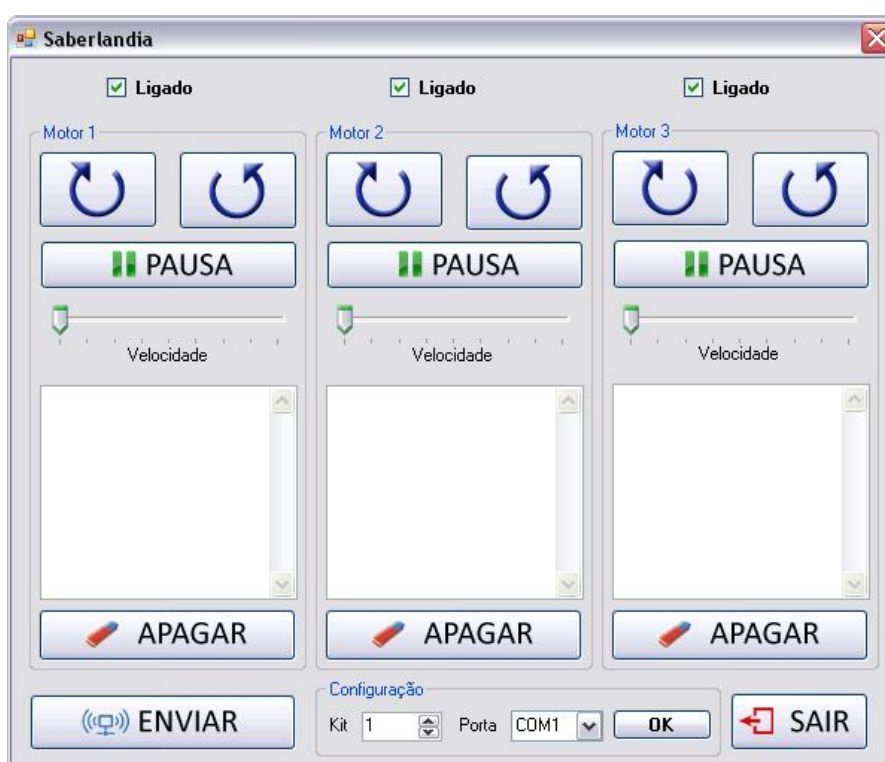 Saberlandia
Ligado Ligado Ligado
Motor 1 Motor 2 Motor 3
PAUSA PAUSA PAUSA
Velocidade Velocidade Velocidade
APAGAR APAGAR APAGAR
ENVIAR
Configuração
Kit 1 Porta COM1 OK
SAIR